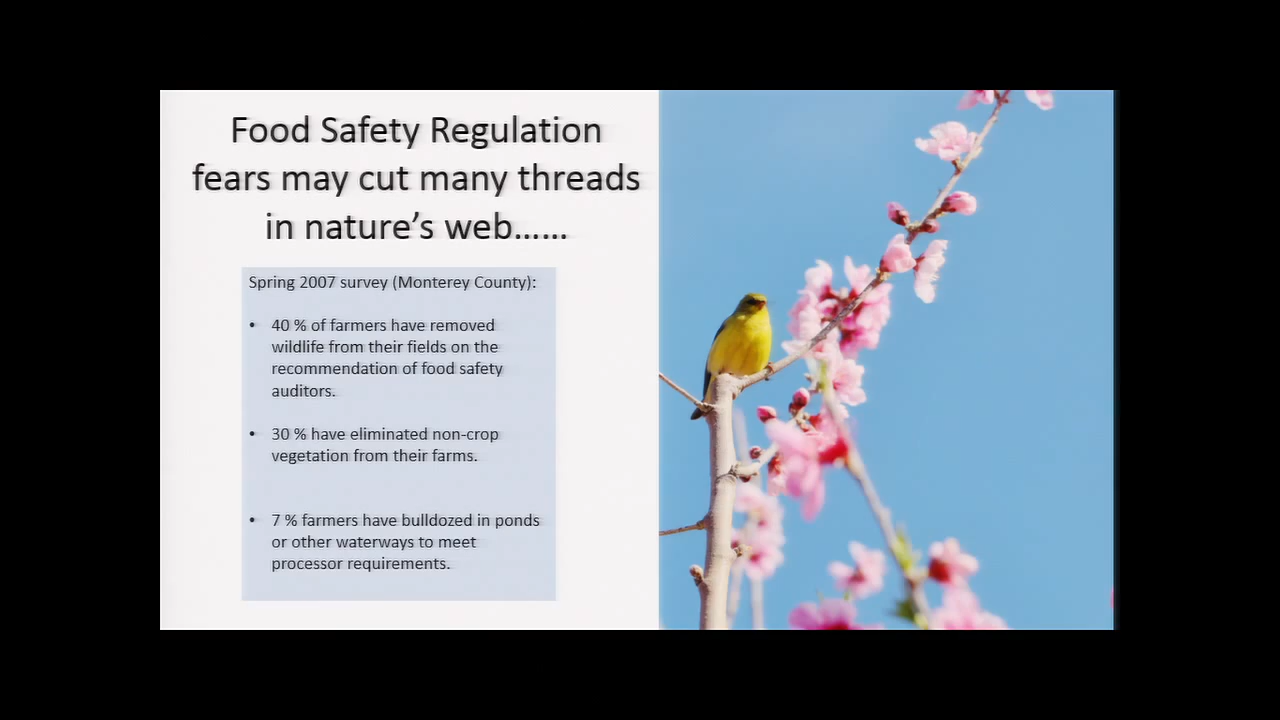 Food Safety Regulation
fears may cut many threads
in nature’s web……
Spring 2007 survey (Monterey County):
• 40 % of farmers have removed
wildlife from their fields on the
recommendation of food safety
auditors.
• 30 % have eliminated non-crop
vegetation from their farms.
• 7 % farmers have bulldozed in ponds
or other waterways to meet
processor requirements.